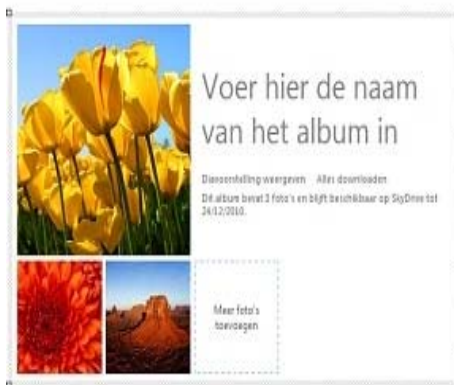 Voer hier de naam
van het album in
Diavoorstelling weergeven Alles downloaden
Dit album bevat 3 foto's en blijft beschikbaar op SkyDrive tot
24/12/2010.
Meer foto's
toevoegen